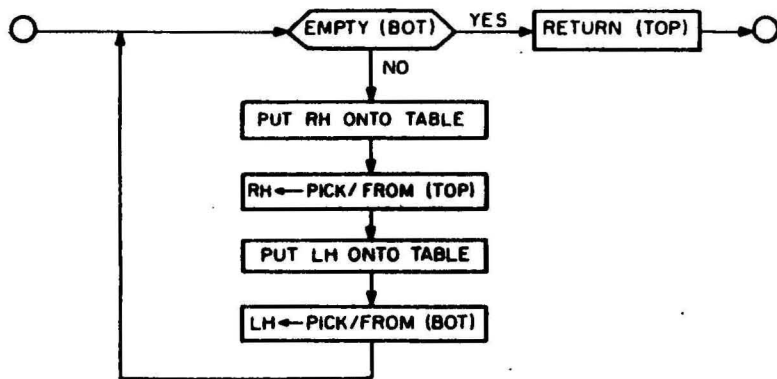 EMPTY (BOT)
YES
RETURN (TOP)
NO
PUT RH ONTO TABLE
RH←PICK/FROM (TOP)
PUT LH ONTO TABLE
LH←PICK/FROM (BOT)